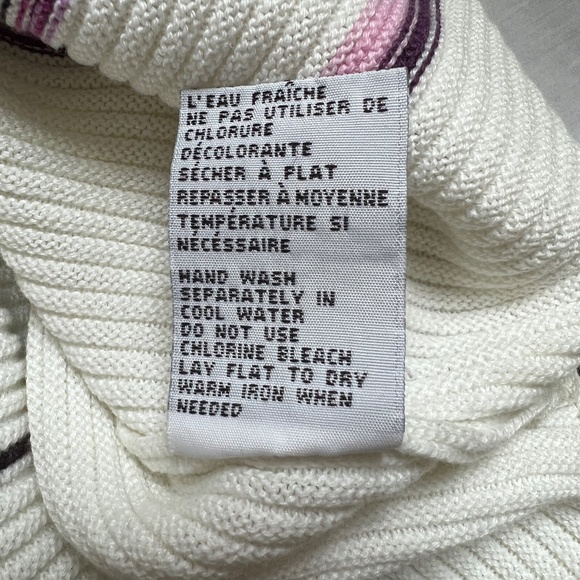 L'EAU FRAÎCHE
NE PAS UTILISER DE
CHLORURE
DÉCOLORANTE
SÉCHER À PLAT
REPASSER À MOYENNE
TEMPÉRATURE SI
NÉCESSAIRE
HAND WASH
SEPARATELY IN
COOL WATER
DO NOT USE
CHLORINE BLEACH
LAY FLAT TO DRY
WARM IRON WHEN
NEEDED